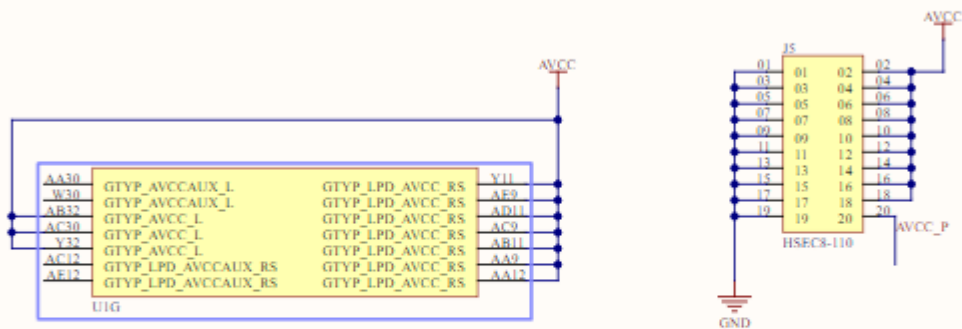 AVCC
AVCC
J5
01 01 02 02
03 03 04 04
05 05 06 06
07 07 08 08
09 09 10 10
11 11 12 12
13 13 14 14
15 15 16 16
17 17 18 18
19 19 20 20
AVCC_P
HSEC8-110
GND
AA30 GTYP_AVCCAUX_L GTYP_LPD_AVCC_RS Y11
W30 GTYP_AVCCAUX_L GTYP_LPD_AVCC_RS AE9
AB32 GTYP_AVCC_L GTYP_LPD_AVCC_RS AD11
AC30 GTYP_AVCC_L GTYP_LPD_AVCC_RS AC9
Y32 GTYP_AVCC_L GTYP_LPD_AVCC_RS AB11
AC12 GTYP_LPD_AVCCAUX_RS GTYP_LPD_AVCC_RS AA9
AE12 GTYP_LPD_AVCCAUX_RS GTYP_LPD_AVCC_RS AA12
U1G